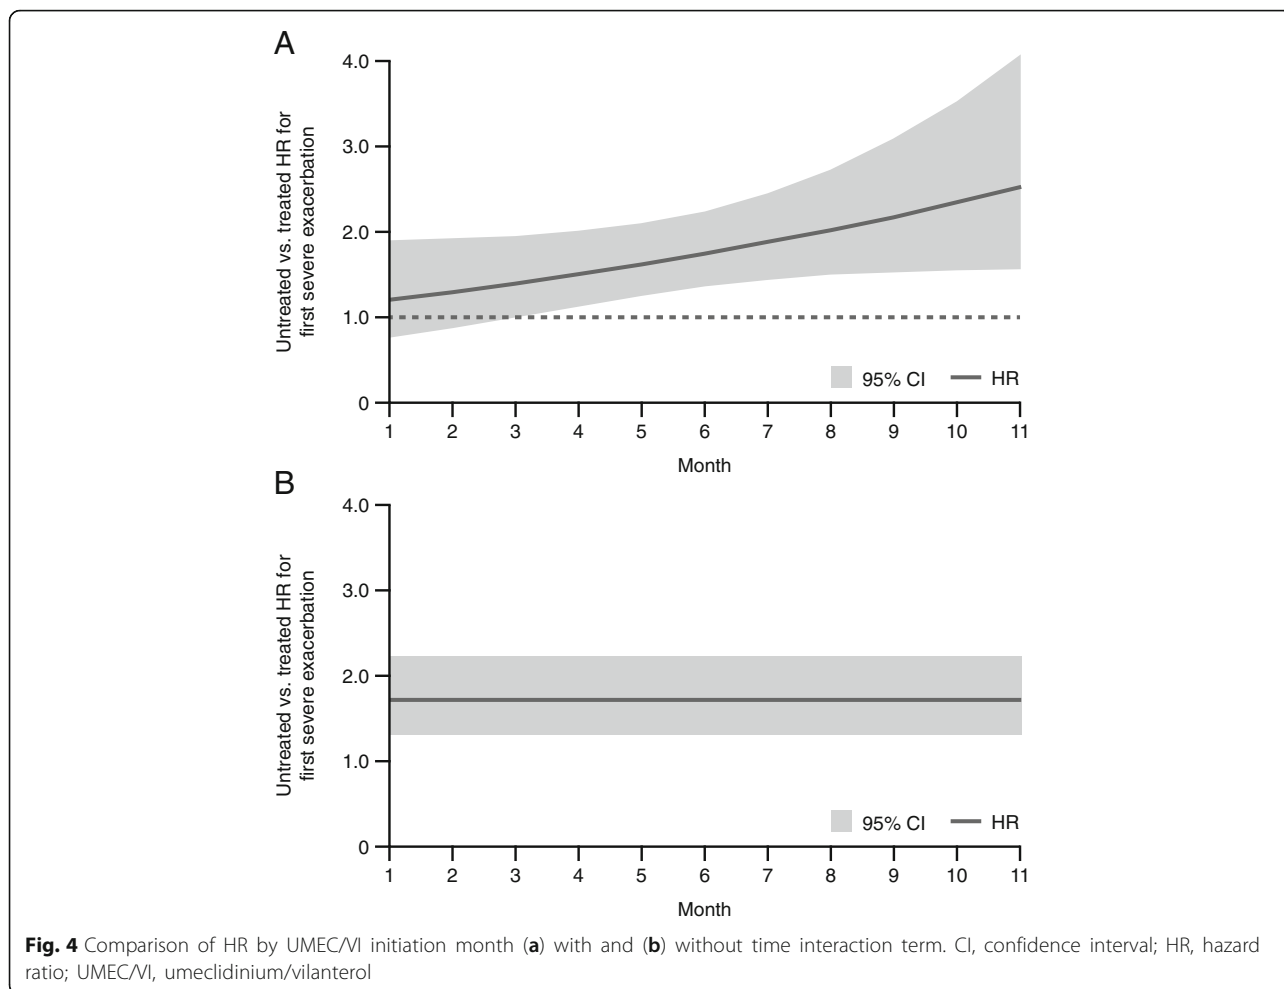 A
4.0
3.0
2.0
1.0
0
Untreated vs. treated HR for
first severe exacerbation
95% CI
HR
1 2 3 4 5 6 7 8 9 10 11
Month
B
4.0
3.0
2.0
1.0
0
Untreated vs. treated HR for
first severe exacerbation
95% CI
HR
1 2 3 4 5 6 7 8 9 10 11
Month
Fig. 4 Comparison of HR by UMEC/VI initiation month (a) with and (b) without time interaction term. CI, confidence interval; HR, hazard
ratio; UMEC/VI, umeclidinium/vilanterol